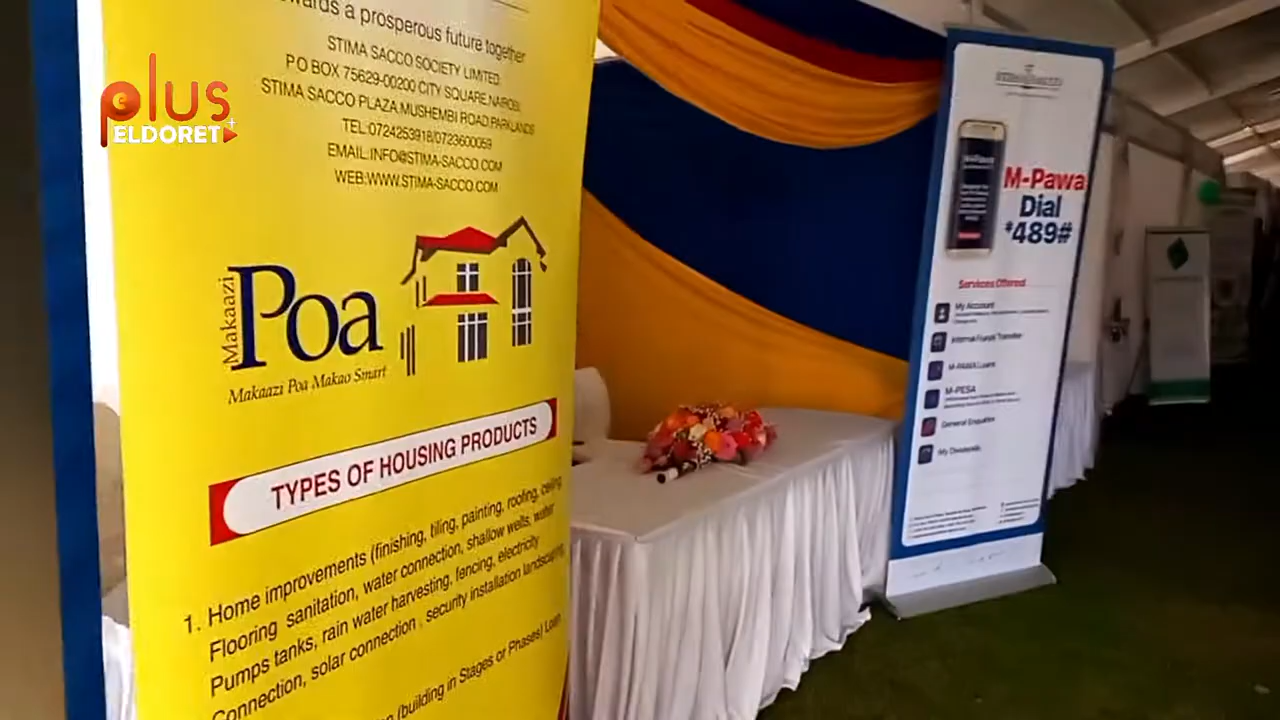 plus
ELDORET
towards a prosperous future together
STIMA SACCO SOCIETY LIMITED
P.O BOX 75629-00200 CITY SQUARE, NAIROBI,
STIMA SACCO PLAZA,MUSHEMBI ROAD,PARKLANDS
TEL:0724253918/0723600059
EMAIL:INFO@STIMA-SACCO.COM
WEB:WWW.STIMA-SACCO.COM
Makaazi
Poa
Makaazi Poa Makao Smart
TYPES OF HOUSING PRODUCTS
1. Home improvements (finishing, tiling, painting, roofing, ceiling
Flooring sanitation, water connection, shallow wells, water
Pumps tanks, rain water harvesting, fencing, electricity
Connection, solar connection , security installation landscaping,
(building in Stages or Phases) Loan
STIMA SACCO
M-Pawa
Dial
*489#
Services Offered
My Account
Internal Funds Transfer
M-PAWA Loans
M-PESA
General Enquiries
My Dividends